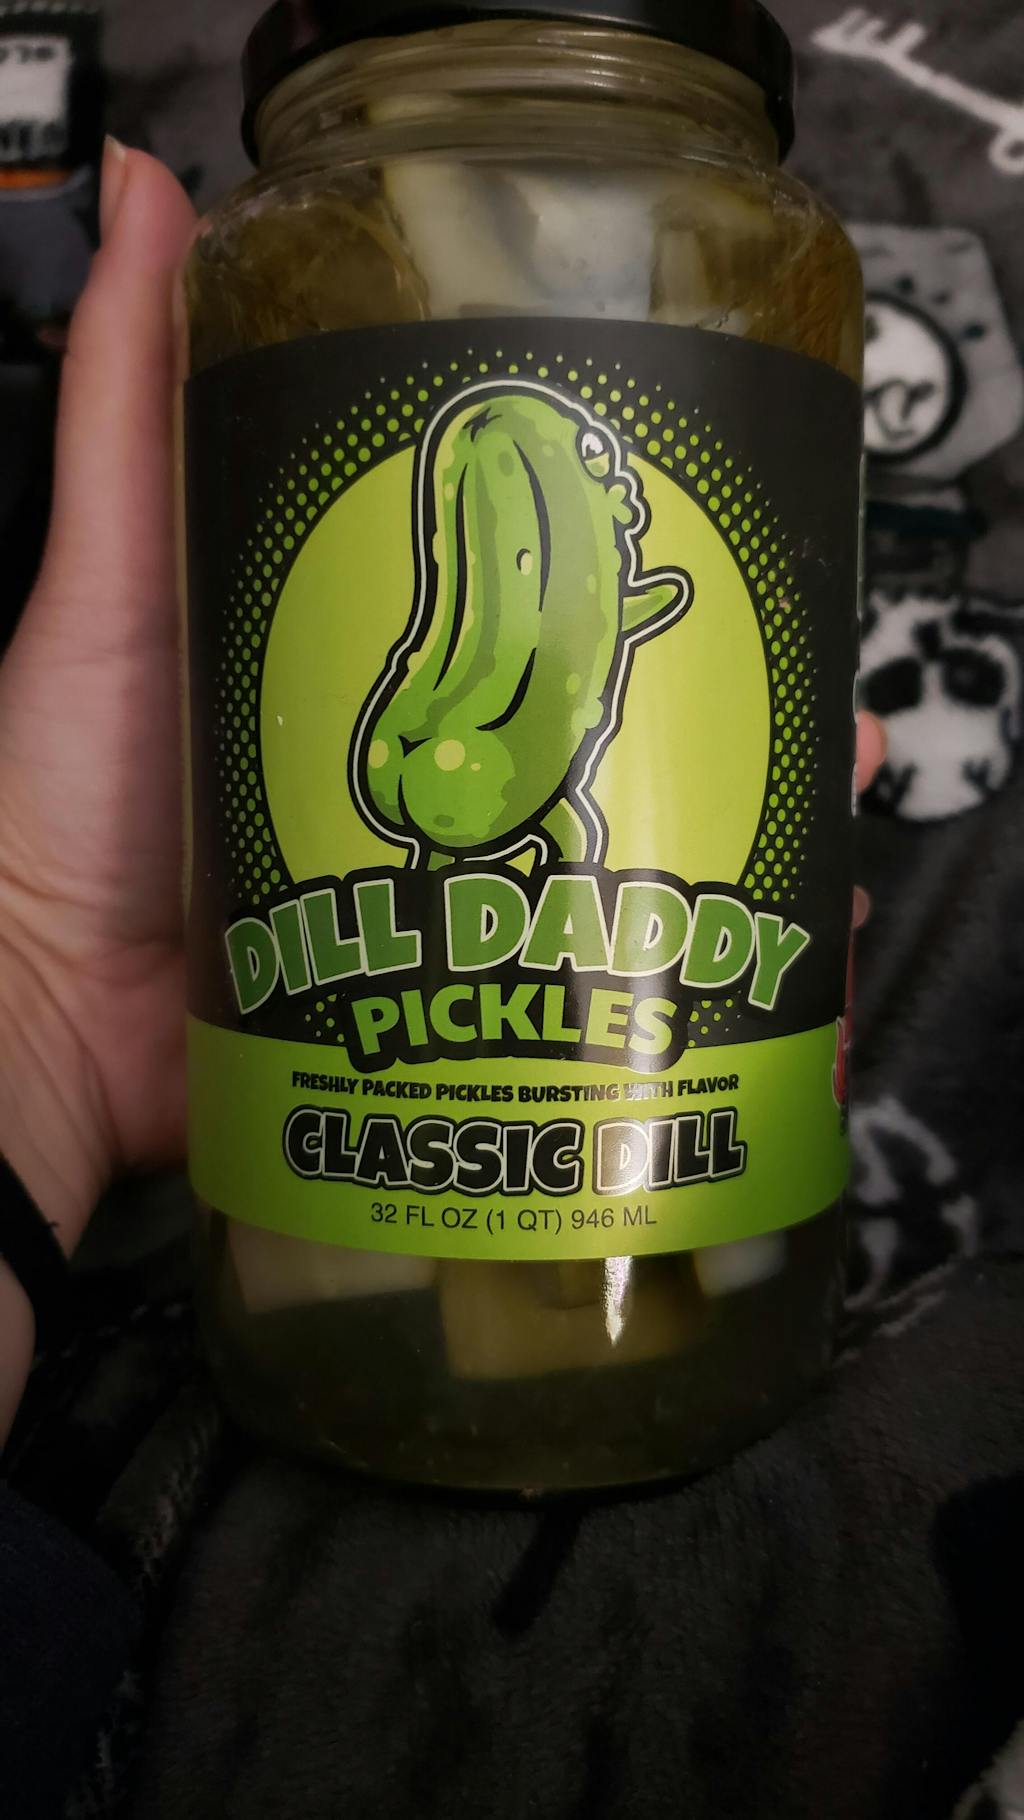 DILL DADDY
PICKLES
FRESHLY PACKED PICKLES BURSTING WITH FLAVOR
CLASSIC DILL
32 FL OZ (1 QT) 946 ML